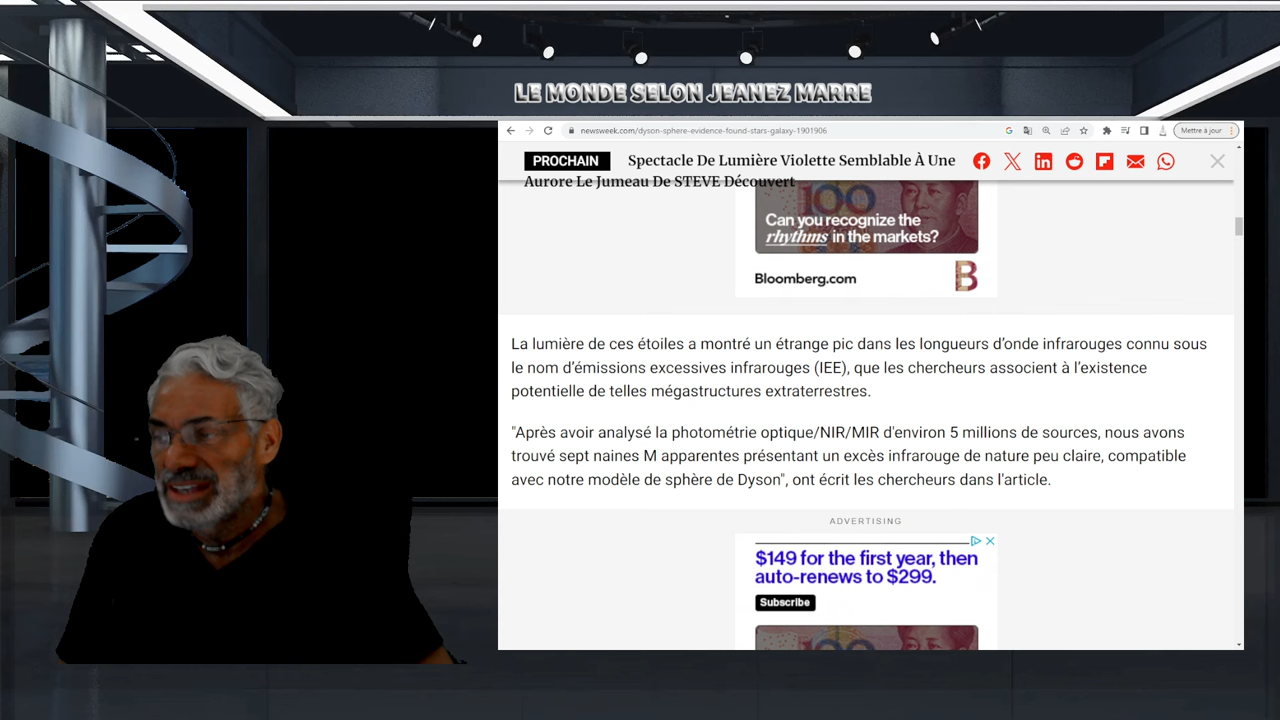 LE MONDE SELON JEANEZ MARRE
newsweek.com/dyson-sphere-evidence-found-stars-galaxy-1901906
Mettre à jour
PROCHAIN Spectacle De Lumière Violette Semblable À Une
Aurore Le Jumeau De STEVE Découvert
100
Can you recognize the
rhythms in the markets?
Bloomberg.com
B
La lumière de ces étoiles a montré un étrange pic dans les longueurs d’onde infrarouges connu sous
le nom d’émissions excessives infrarouges (IEE), que les chercheurs associent à l’existence
potentielle de telles mégastructures extraterrestres.
"Après avoir analysé la photométrie optique/NIR/MIR d'environ 5 millions de sources, nous avons
trouvé sept naines M apparentes présentant un excès infrarouge de nature peu claire, compatible
avec notre modèle de sphère de Dyson", ont écrit les chercheurs dans l'article.
ADVERTISING
$149 for the first year, then
auto-renews to $299.
Subscribe